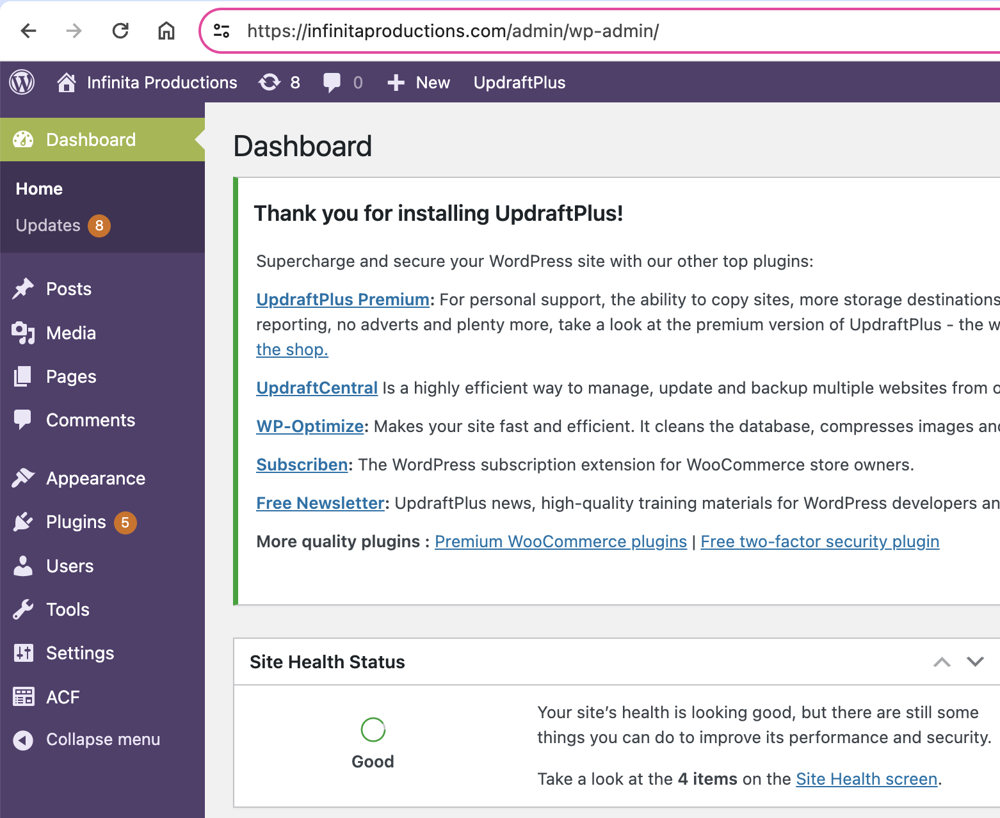 https://infinitaproductions.com/admin/wp-admin/
Infinita Productions 8 0 New UpdraftPlus
Dashboard
Home
Updates 8
Posts
Media
Pages
Comments
Appearance
Plugins 5
Users
Tools
Settings
ACF
Collapse menu
Dashboard
Thank you for installing UpdraftPlus!
Supercharge and secure your WordPress site with our other top plugins:
UpdraftPlus Premium: For personal support, the ability to copy sites, more storage destinations
reporting, no adverts and plenty more, take a look at the premium version of UpdraftPlus - the w
the shop.
UpdraftCentral Is a highly efficient way to manage, update and backup multiple websites from o
WP-Optimize: Makes your site fast and efficient. It cleans the database, compresses images and
Subscriben: The WordPress subscription extension for WooCommerce store owners.
Free Newsletter: UpdraftPlus news, high-quality training materials for WordPress developers an
More quality plugins : Premium WooCommerce plugins | Free two-factor security plugin
Site Health Status
Good
Your site’s health is looking good, but there are still some
things you can do to improve its performance and security.
Take a look at the 4 items on the Site Health screen.